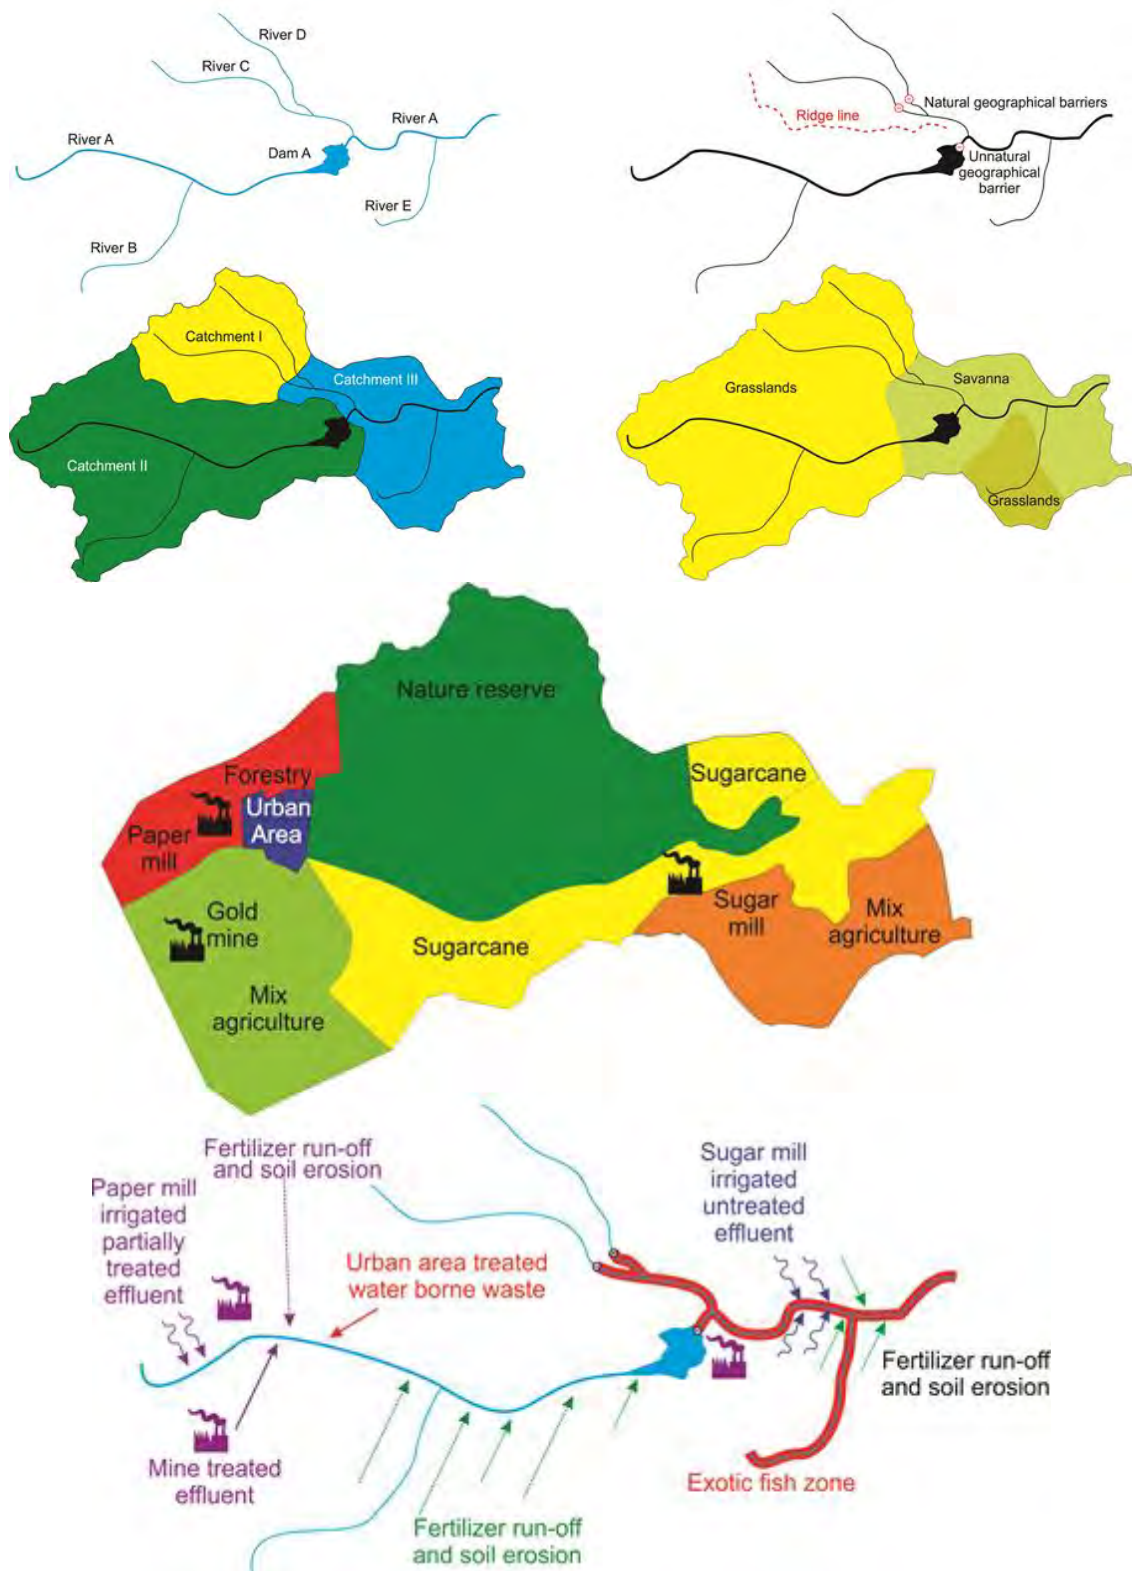 River D
River C
River A
River A
Dam A
River E
River B
Natural geographical barriers
Ridge line
Unnatural
geographical
barrier
Catchment I
Catchment III
Catchment II
Grasslands
Savanna
Grasslands
Nature reserve
Forestry
Urban
Area
Paper
mill
Sugarcane
Gold
mine
Sugar
mill
Mix
agriculture
Sugarcane
Mix
agriculture
Fertilizer run-off
and soil erosion
Paper mill
irrigated
partially
treated
effluent
Urban area treated
water borne waste
Sugar mill
irrigated
untreated
effluent
Fertilizer run-off
and soil erosion
Mine treated
effluent
Exotic fish zone
Fertilizer run-off
and soil erosion